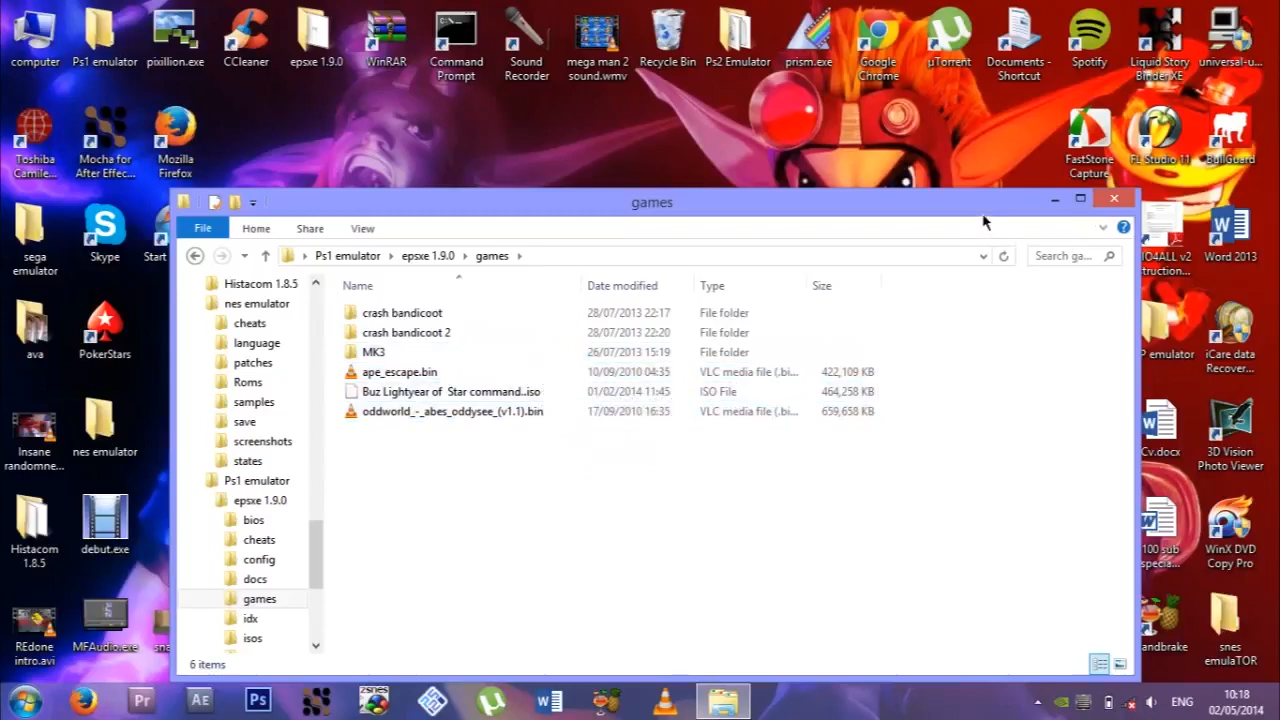 computer
Ps1 emulator
pixillion.exe
CCleaner
epsxe 1.9.0
WinRAR
Command
Prompt
Sound
Recorder
mega man 2
sound.wmv
Recycle Bin
Ps2 Emulator
prism.exe
Google
Chrome
µTorrent
Documents -
Shortcut
Spotify
Liquid Story
Binder XE
universal-u...
Toshiba
Camile...
Mocha for
After Effec...
Mozilla
Firefox
FastStone
Capture
FL Studio 11
BullGuard
sega
emulator
Skype
Start
IO4ALL v2
struction...
Word 2013
ava
PokerStars
P emulator
iCare data
Recover...
Insane
randomne...
nes emulator
Cv.docx
3D Vision
Photo Viewer
Histacom
1.8.5
debut.exe
100 sub
specia...
WinX DVD
Copy Pro
REdone
intro.avi
MFAudio.exe
sna
andbrake
snes
emulaTOR
games
File
Home
Share
View
Ps1 emulator
epsxe 1.9.0
games
Search ga...
Histacom 1.8.5
nes emulator
cheats
language
patches
Roms
samples
save
screenshots
states
Ps1 emulator
epsxe 1.9.0
bios
cheats
config
docs
games
idx
isos
Name Date modified Type Size
crash bandicoot 28/07/2013 22:17 File folder
crash bandicoot 2 28/07/2013 22:20 File folder
MK3 26/07/2013 15:19 File folder
ape_escape.bin 10/09/2010 04:35 VLC media file (.bi... 422,109 KB
Buz Lightyear of Star command..iso 01/02/2014 11:45 ISO File 464,258 KB
oddworld_-_abes_oddysee_(v1.1).bin 17/09/2010 16:35 VLC media file (.bi... 659,658 KB
6 items
Pr
Ae
Ps
zsnes
ENG
10:18
02/05/2014